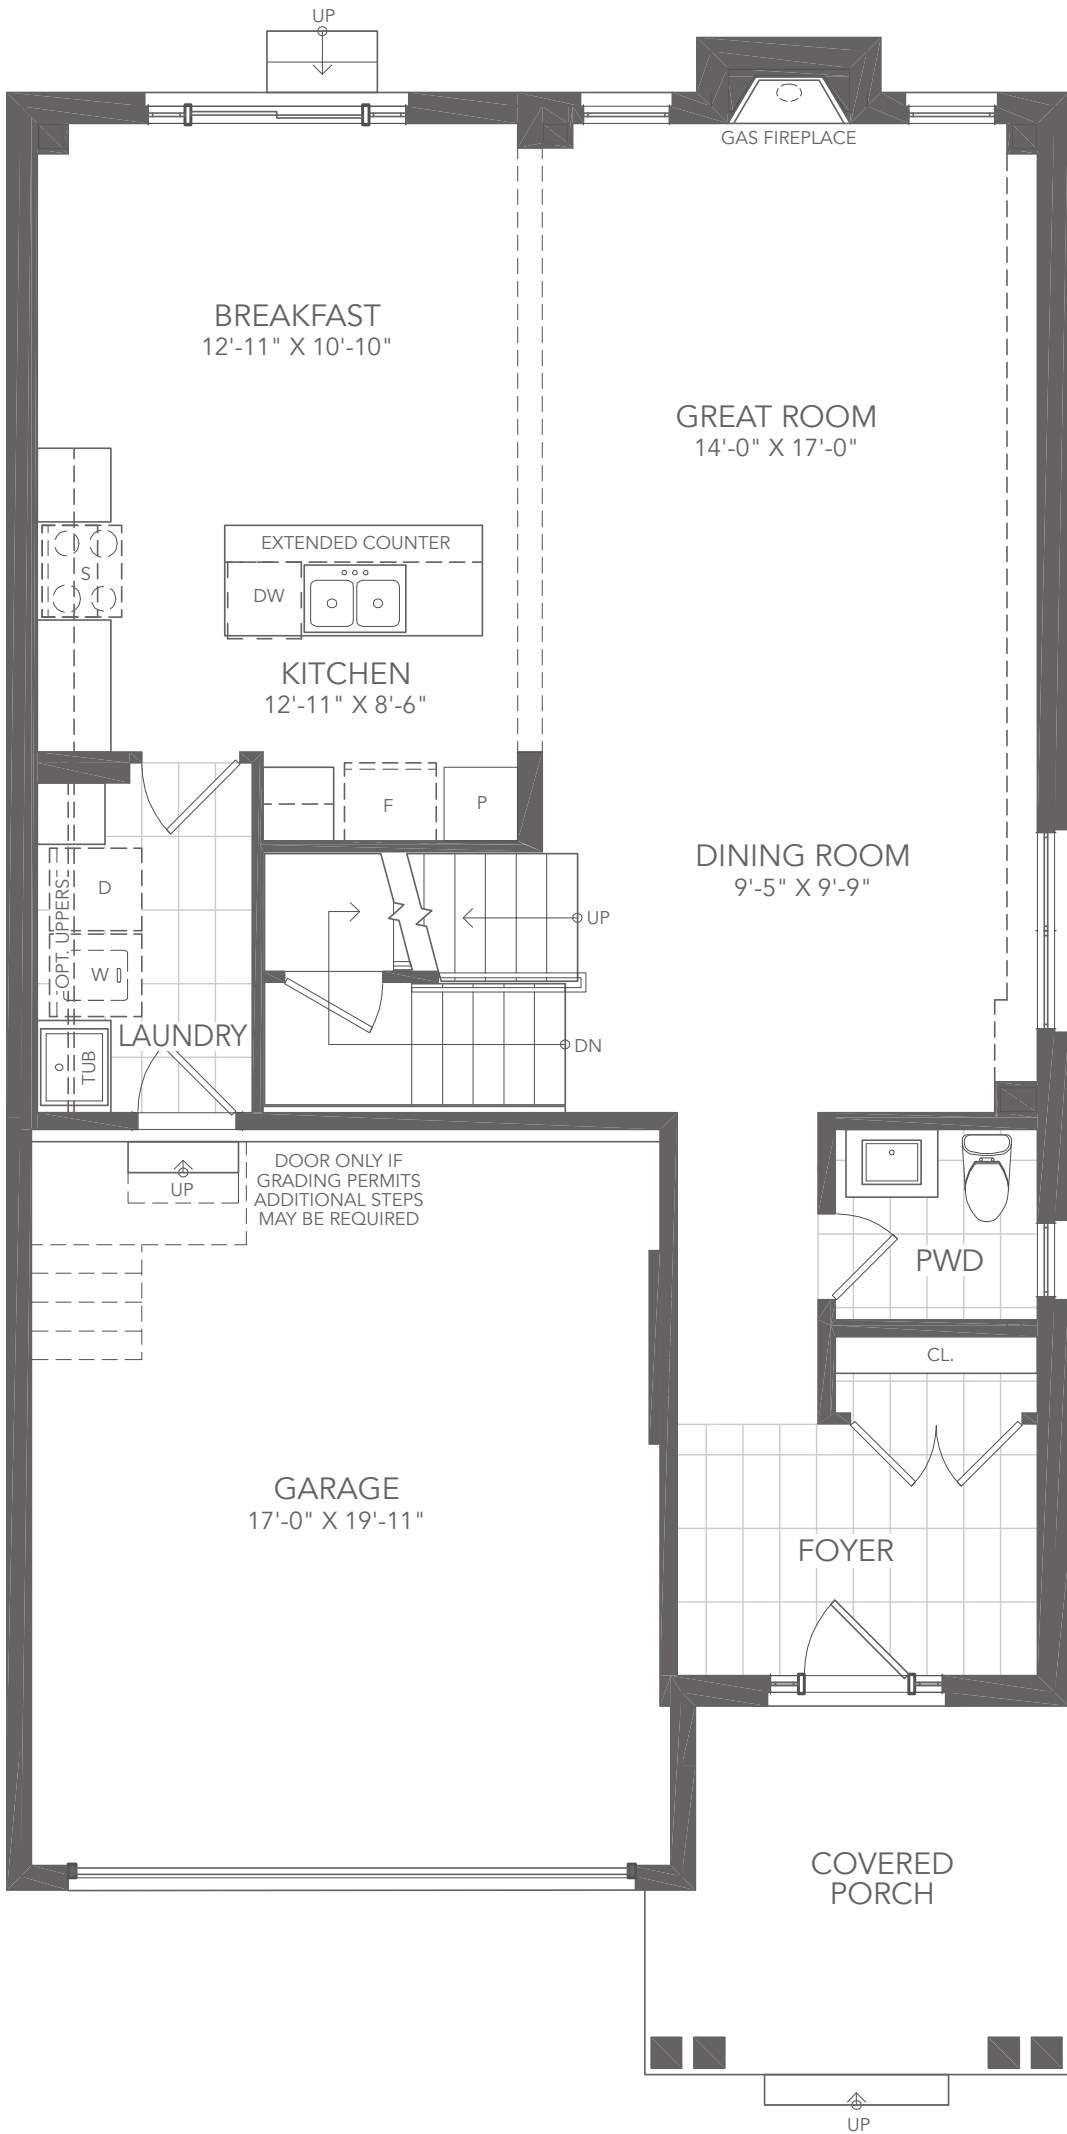 UP
GAS FIREPLACE
BREAKFAST
12'-11" X 10'-10"
GREAT ROOM
14'-0" X 17'-0"
EXTENDED COUNTER
S
DW
KITCHEN
12'-11" X 8'-6"
F
P
DINING ROOM
9'-5" X 9'-9"
D
OPT. UPPERS
W
UP
LAUNDRY
DN
TUB
DOOR ONLY IF
GRADING PERMITS
ADDITIONAL STEPS
MAY BE REQUIRED
UP
PWD
CL.
GARAGE
17'-0" X 19'-11"
FOYER
COVERED
PORCH
UP